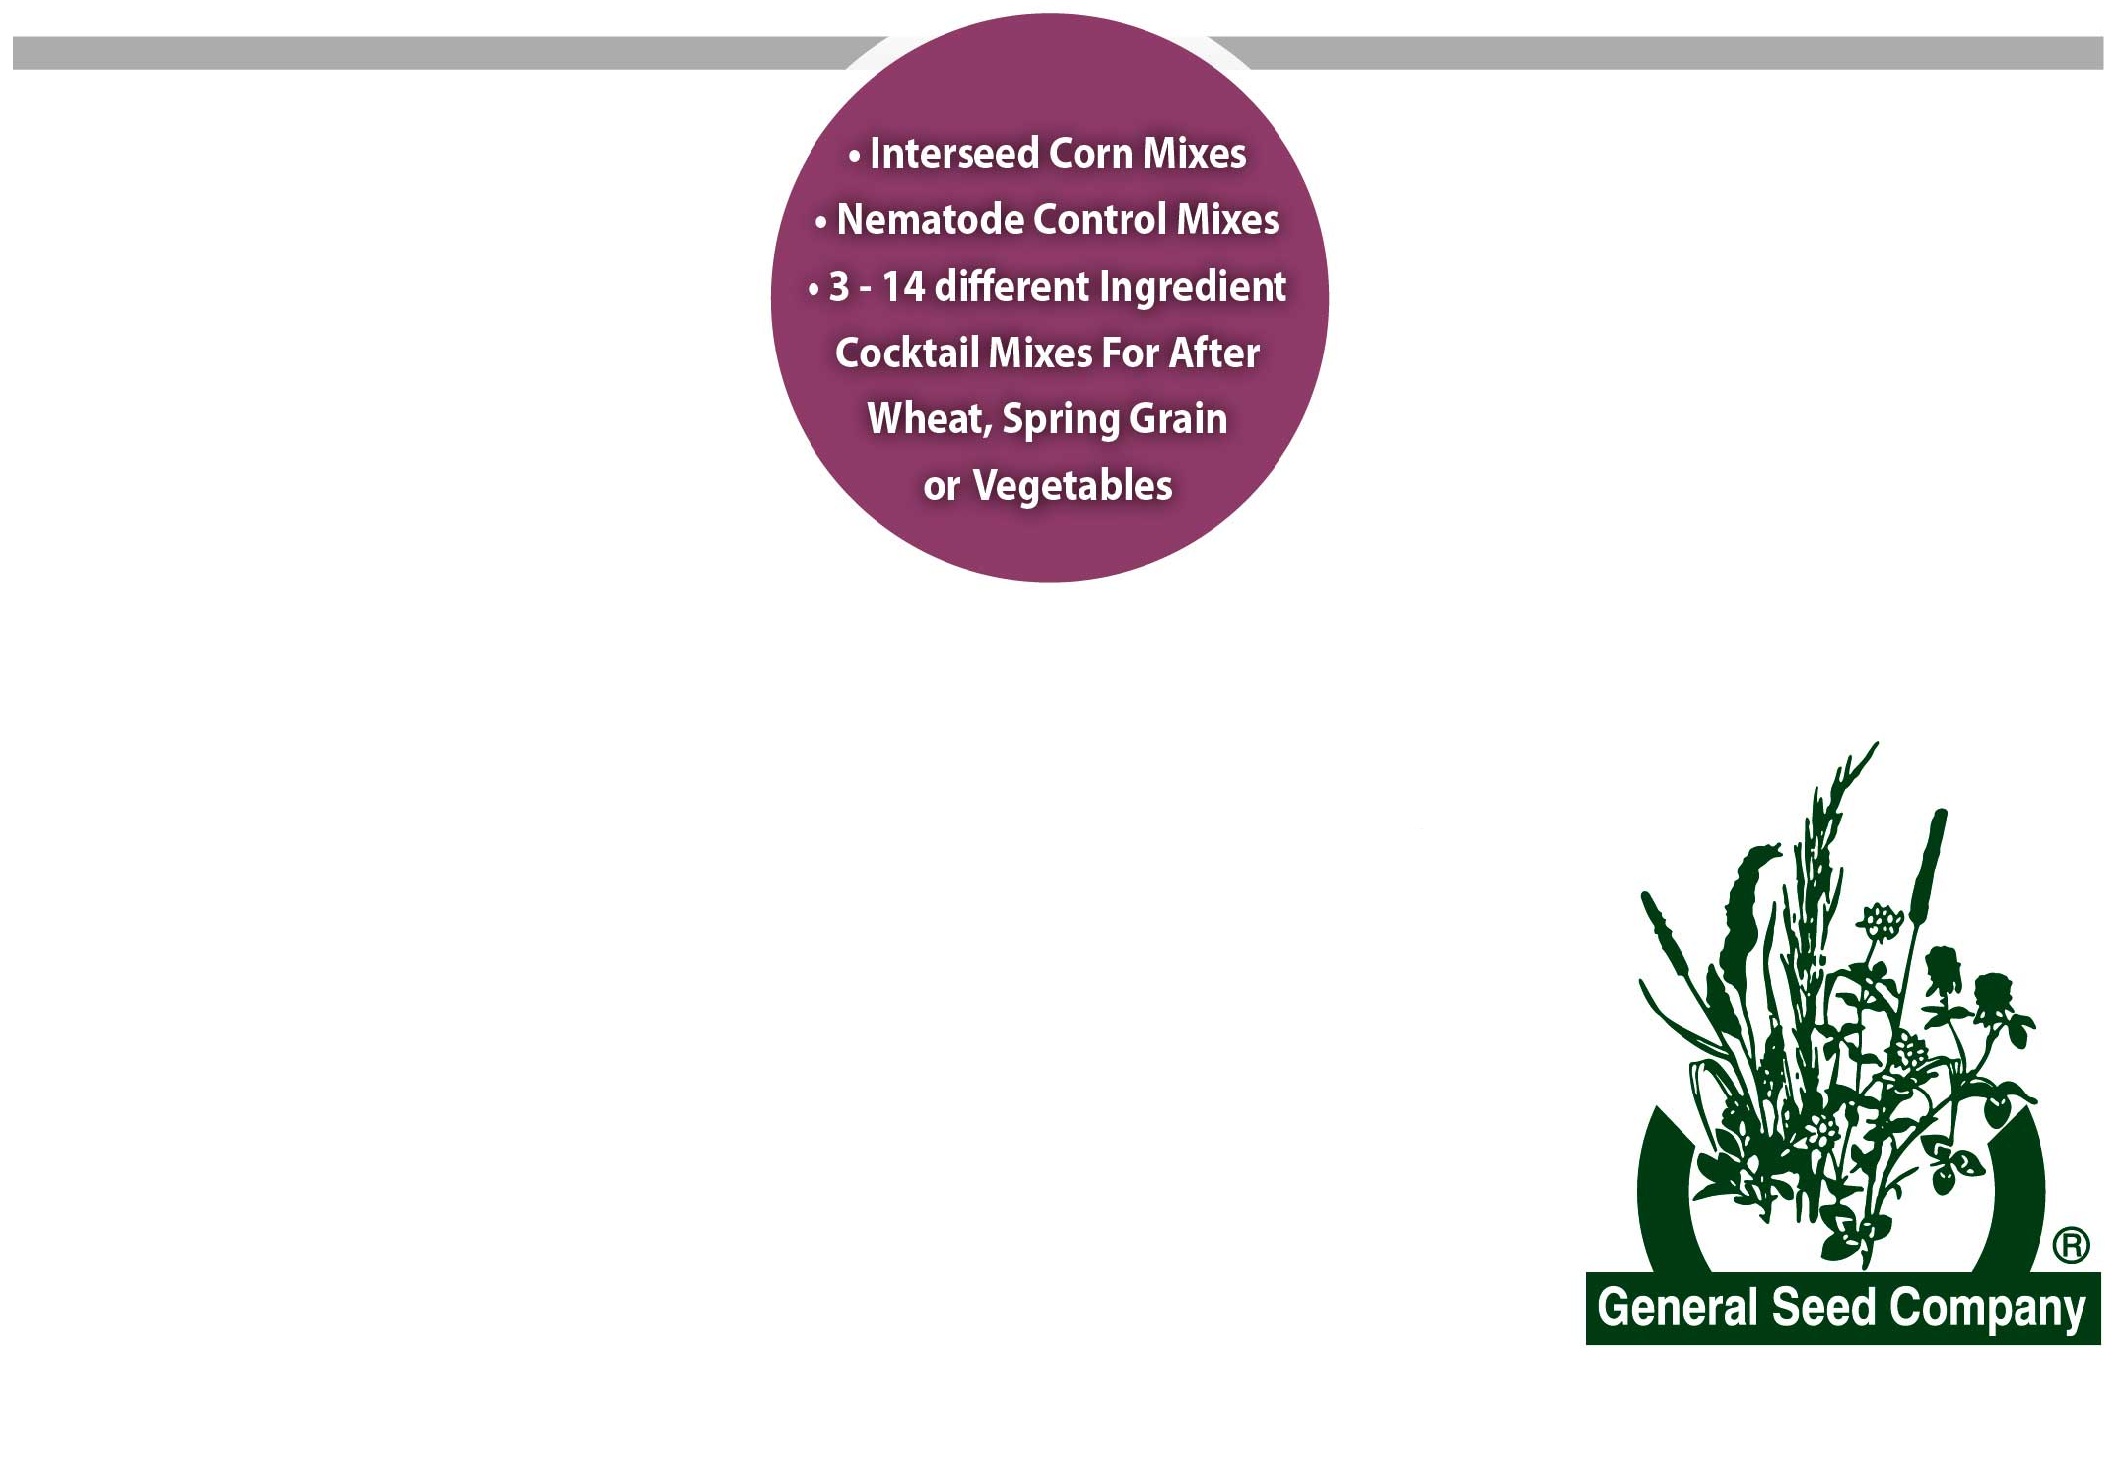 • Interseed Corn Mixes
• Nematode Control Mixes
• 3 - 14 different Ingredient
Cocktail Mixes For After
Wheat, Spring Grain
or Vegetables
®
General Seed Company